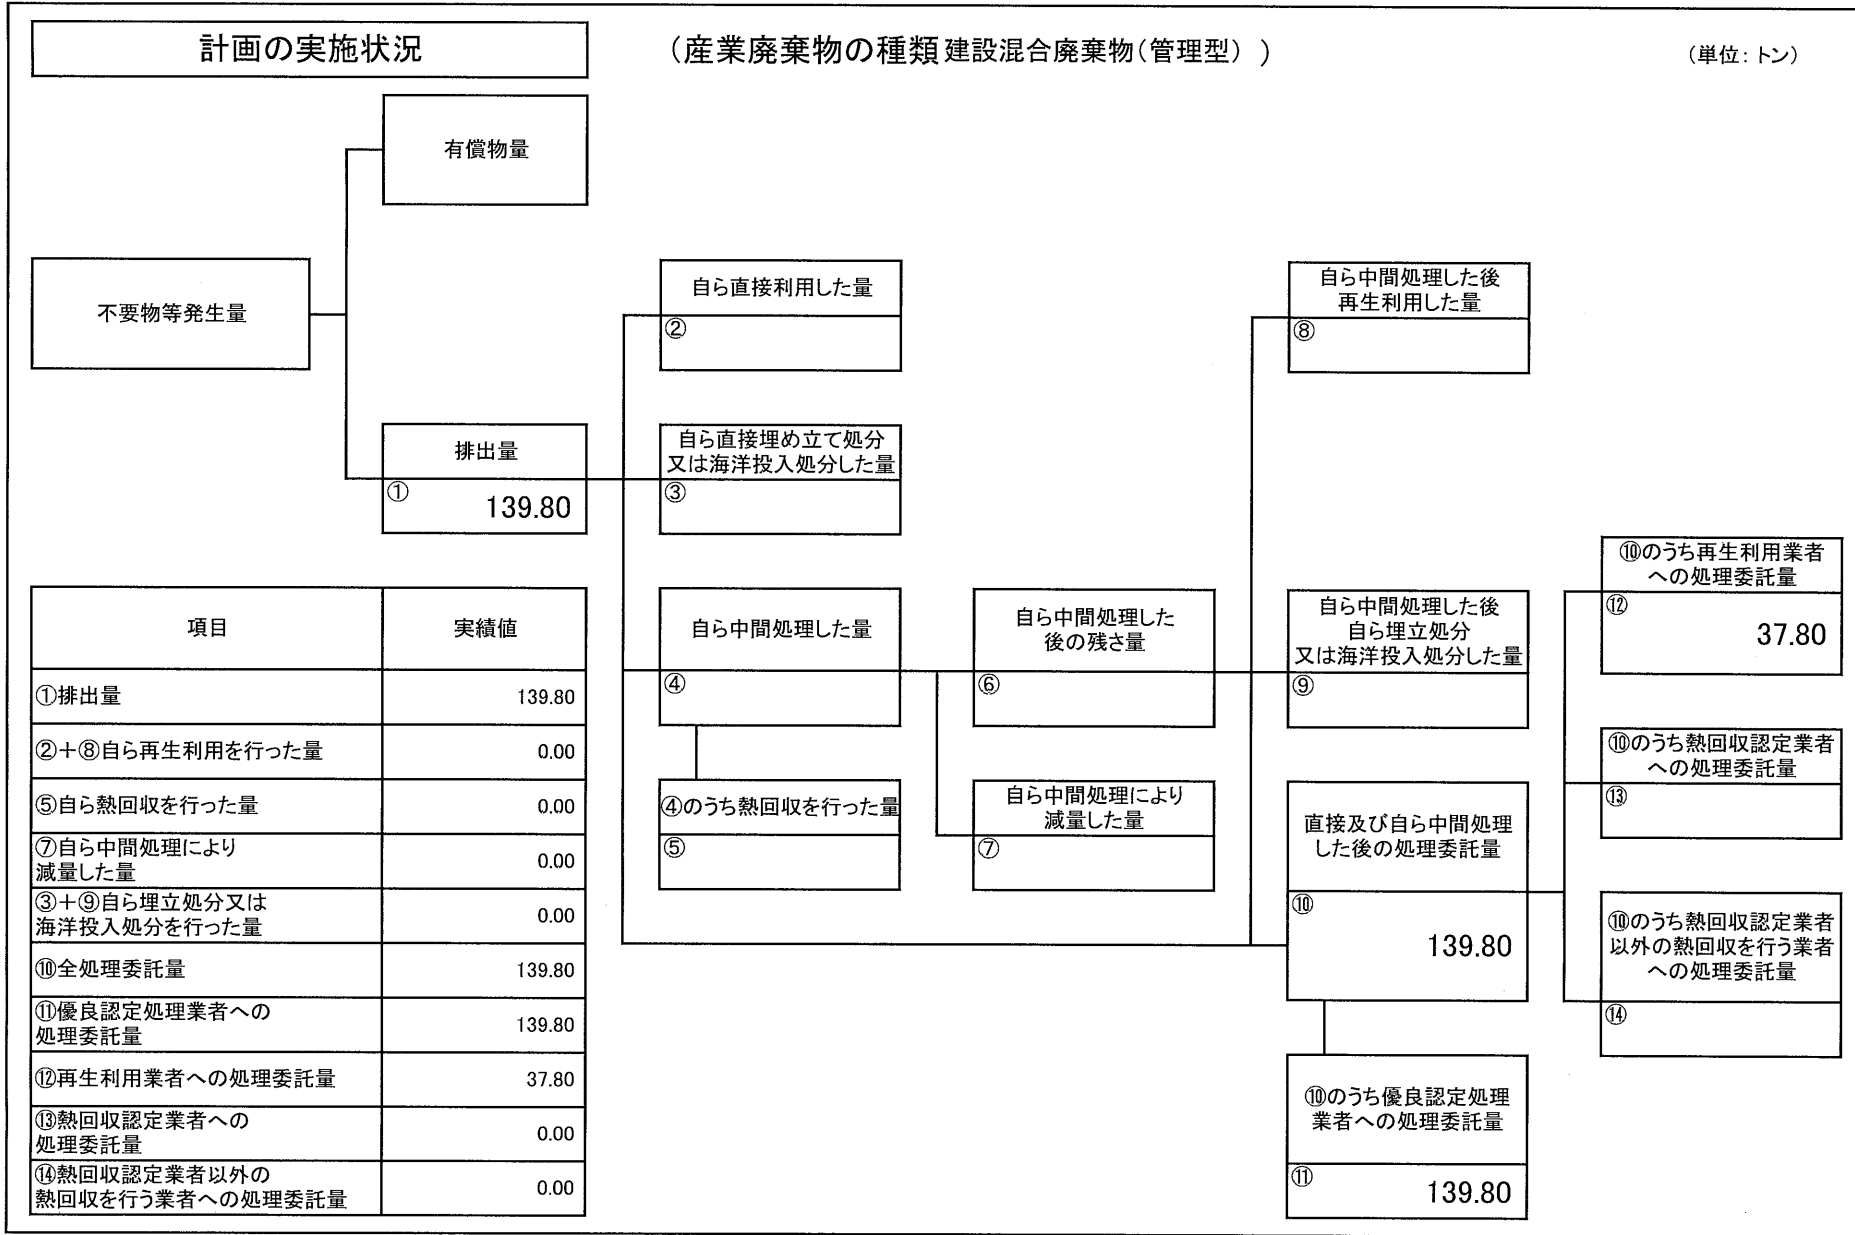 計画の実施状況
（産業廃棄物の種類 建設混合廃棄物（管理型） ）
（単位：トン）
有償物量
不要物等発生量
自ら直接利用した量
②
自ら中間処理した後
再生利用した量
⑧
排出量
① 139.80
自ら直接埋め立て処分
又は海洋投入処分した量
③
⑩のうち再生利用業者
への処理委託量
⑫ 37.80
自ら中間処理した量
④
自ら中間処理した
後の残さ量
⑥
自ら中間処理した後
自ら埋立処分
又は海洋投入処分した量
⑨
⑩のうち熱回収認定業者
への処理委託量
⑬
④のうち熱回収を行った量
⑤
自ら中間処理により
減量した量
⑦
直接及び自ら中間処理
した後の処理委託量
⑩ 139.80
⑩のうち熱回収認定業者
以外の熱回収を行う業者
への処理委託量
⑭
⑩のうち優良認定処理
業者への処理委託量
⑪ 139.80
項目 実績値
①排出量 139.80
②＋⑧自ら再生利用を行った量 0.00
⑤自ら熱回収を行った量 0.00
⑦自ら中間処理により
減量した量 0.00
③＋⑨自ら埋立処分又は
海洋投入処分を行った量 0.00
⑩全処理委託量 139.80
⑪優良認定処理業者への
処理委託量 139.80
⑫再生利用業者への処理委託量 37.80
⑬熱回収認定業者への
処理委託量 0.00
⑭熱回収認定業者以外の
熱回収を行う業者への処理委託量 0.00